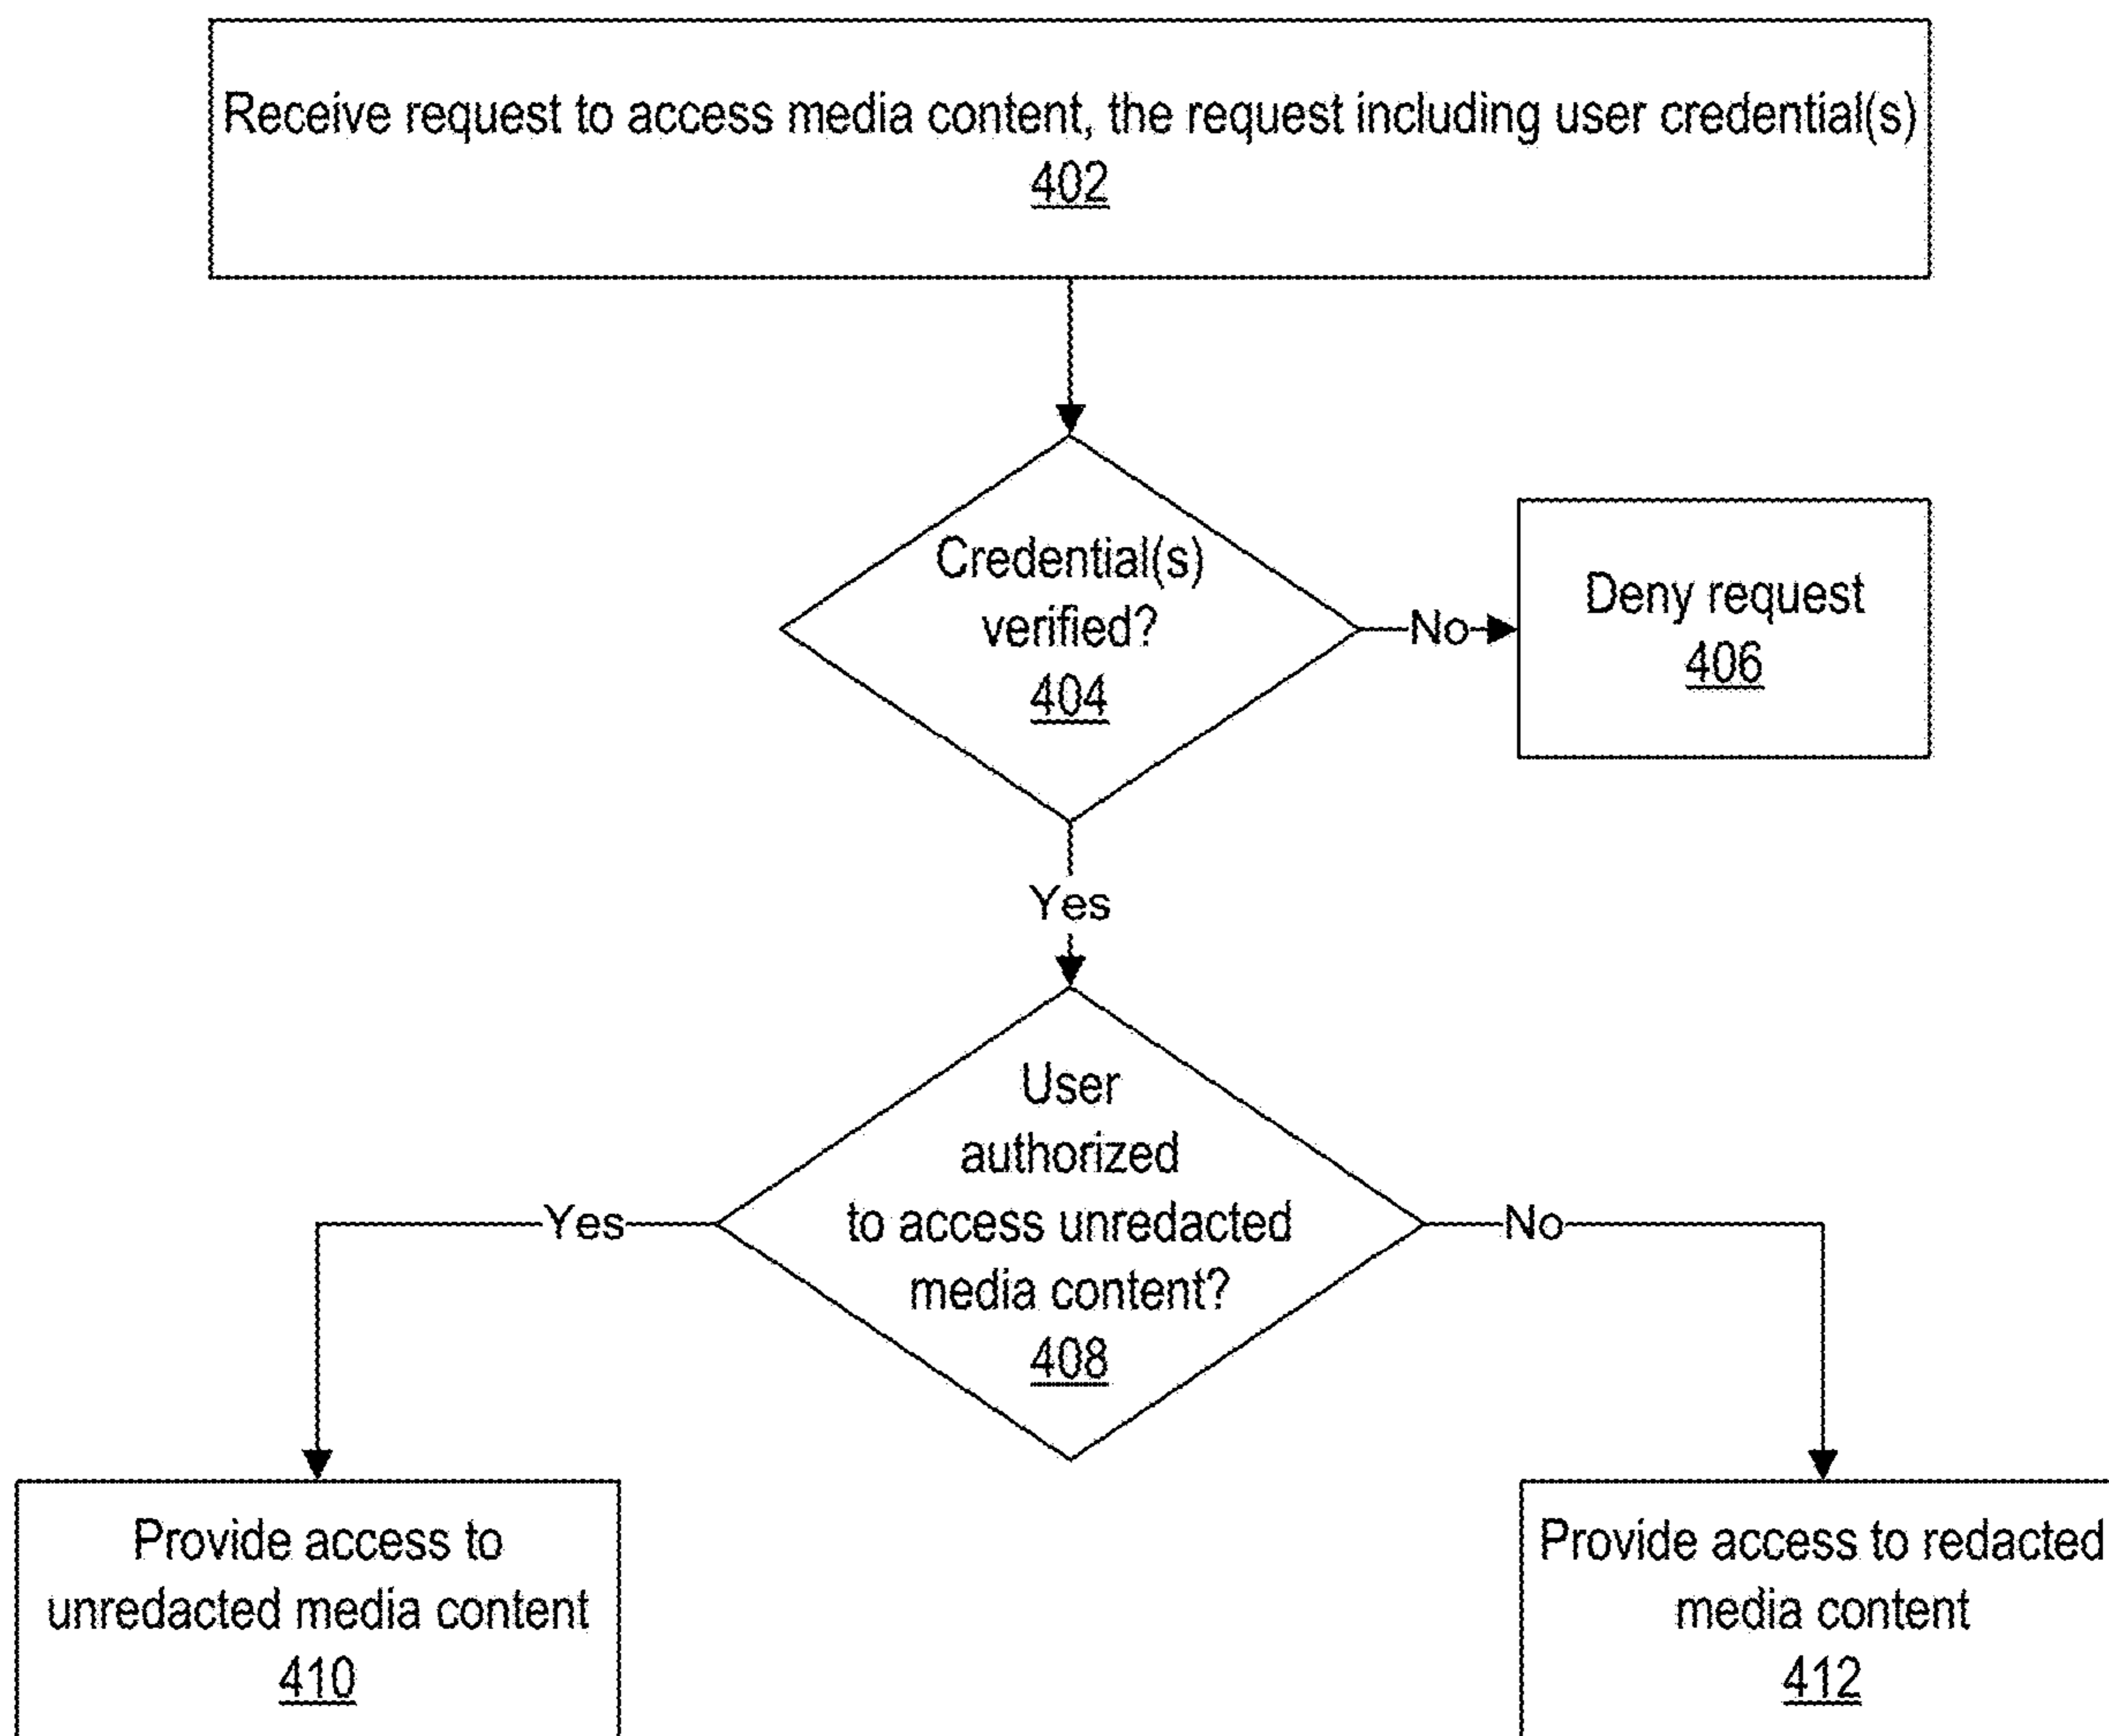 Receive request to access media content, the request including user credential(s)
402
Credential(s)
verified?
404
No
Deny request
406
Yes
User
authorized
to access unredacted
media content?
408
Yes
No
Provide access to
unredacted media content
410
Provide access to redacted
media content
412